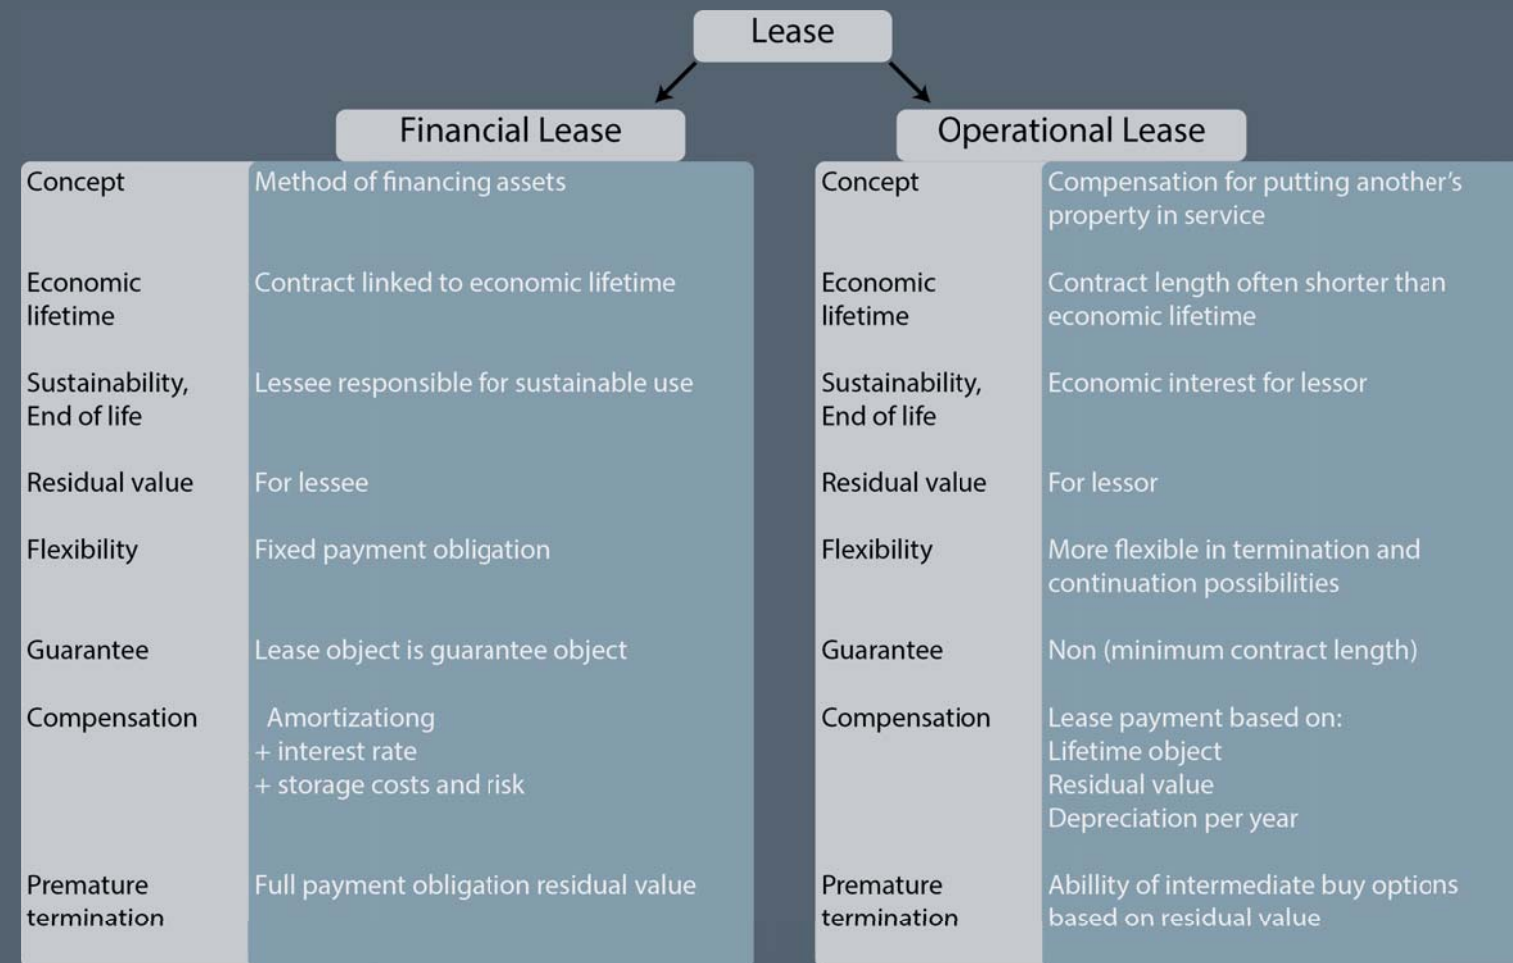 Lease
Financial Lease
Concept
Method of financing assets
Economic
lifetime
Contract linked to economic lifetime
Sustainability,
End of life
Lessee responsible for sustainable use
Residual value
For lessee
Flexibility
Fixed payment obligation
Guarantee
Lease object is guarantee object
Compensation
Amortizationg
+ interest rate
+ storage costs and risk
Premature
termination
Full payment obligation residual value
Operational Lease
Concept
Compensation for putting another’s
property in service
Economic
lifetime
Contract length often shorter than
economic lifetime
Sustainability,
End of life
Economic interest for lessor
Residual value
For lessor
Flexibility
More flexible in termination and
continuation possibilities
Guarantee
Non (minimum contract length)
Compensation
Lease payment based on:
Lifetime object
Residual value
Depreciation per year
Premature
termination
Abillity of intermediate buy options
based on residual value